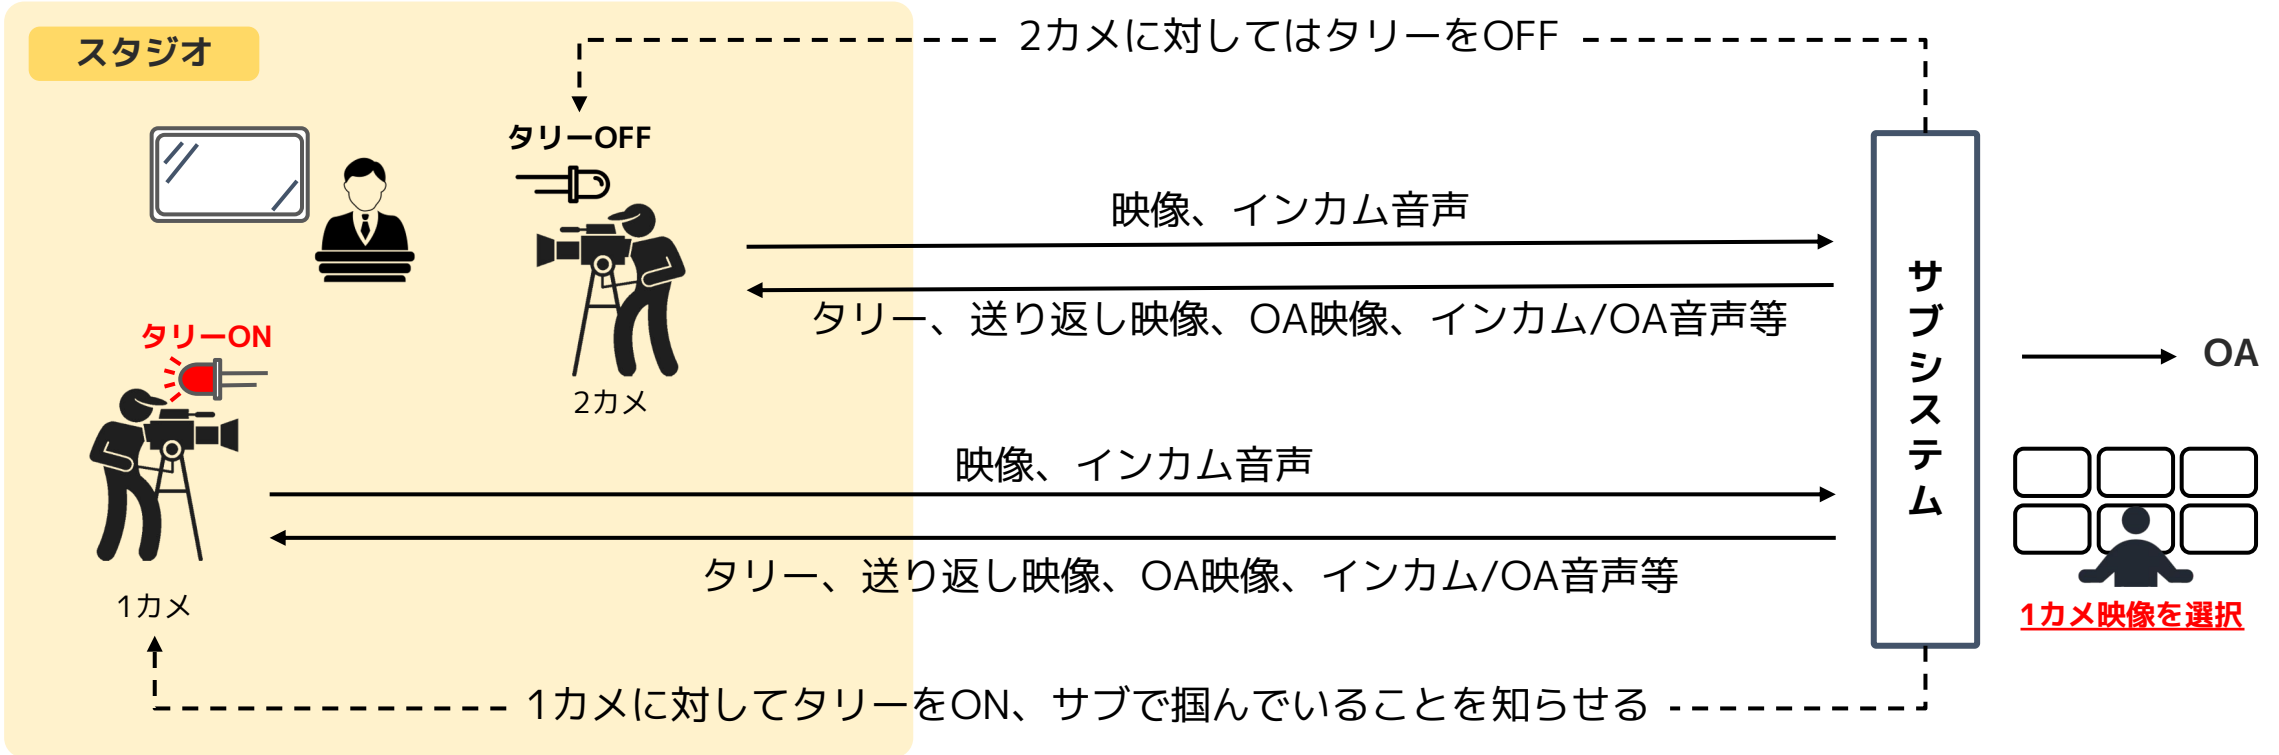 スタジオ
2カメに対してはタリーをOFF
タリーOFF
映像、インカム音声
タリー、送り返し映像、OA映像、インカム/OA音声等
2カメ
タリーON
1カメ
映像、インカム音声
タリー、送り返し映像、OA映像、インカム/OA音声等
1カメに対してタリーをON、サブで掴んでいることを知らせる
サブシステム
OA
1カメ映像を選択